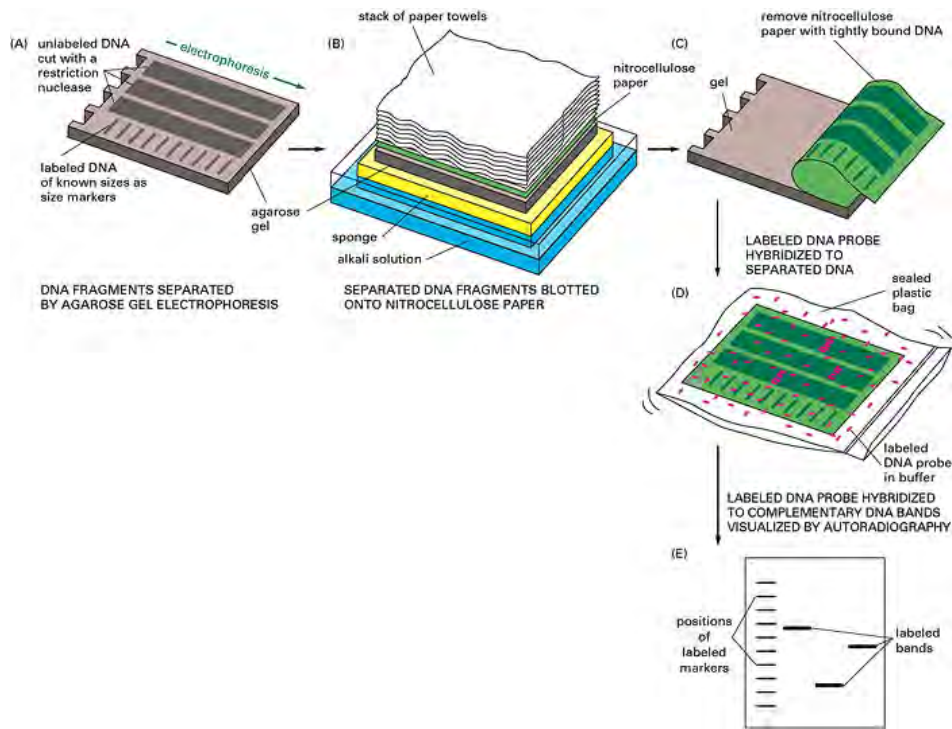 (A)
unlabeled DNA
cut with a
restriction
nuclease
electrophoresis
labeled DNA
of known sizes as
size markers
agarose
gel
DNA FRAGMENTS SEPARATED
BY AGAROSE GEL ELECTROPHORESIS
(B)
stack of paper towels
nitrocellulose
paper
sponge
alkali solution
SEPARATED DNA FRAGMENTS BLOTTED
ONTO NITROCELLULOSE PAPER
(C)
remove nitrocellulose
paper with tightly bound DNA
gel
LABELED DNA PROBE
HYBRIDIZED TO
SEPARATED DNA
(D)
sealed
plastic
bag
labeled
DNA probe
in buffer
LABELED DNA PROBE HYBRIDIZED
TO COMPLEMENTARY DNA BANDS
VISUALIZED BY AUTORADIOGRAPHY
(E)
positions
of
labeled
markers
labeled
bands